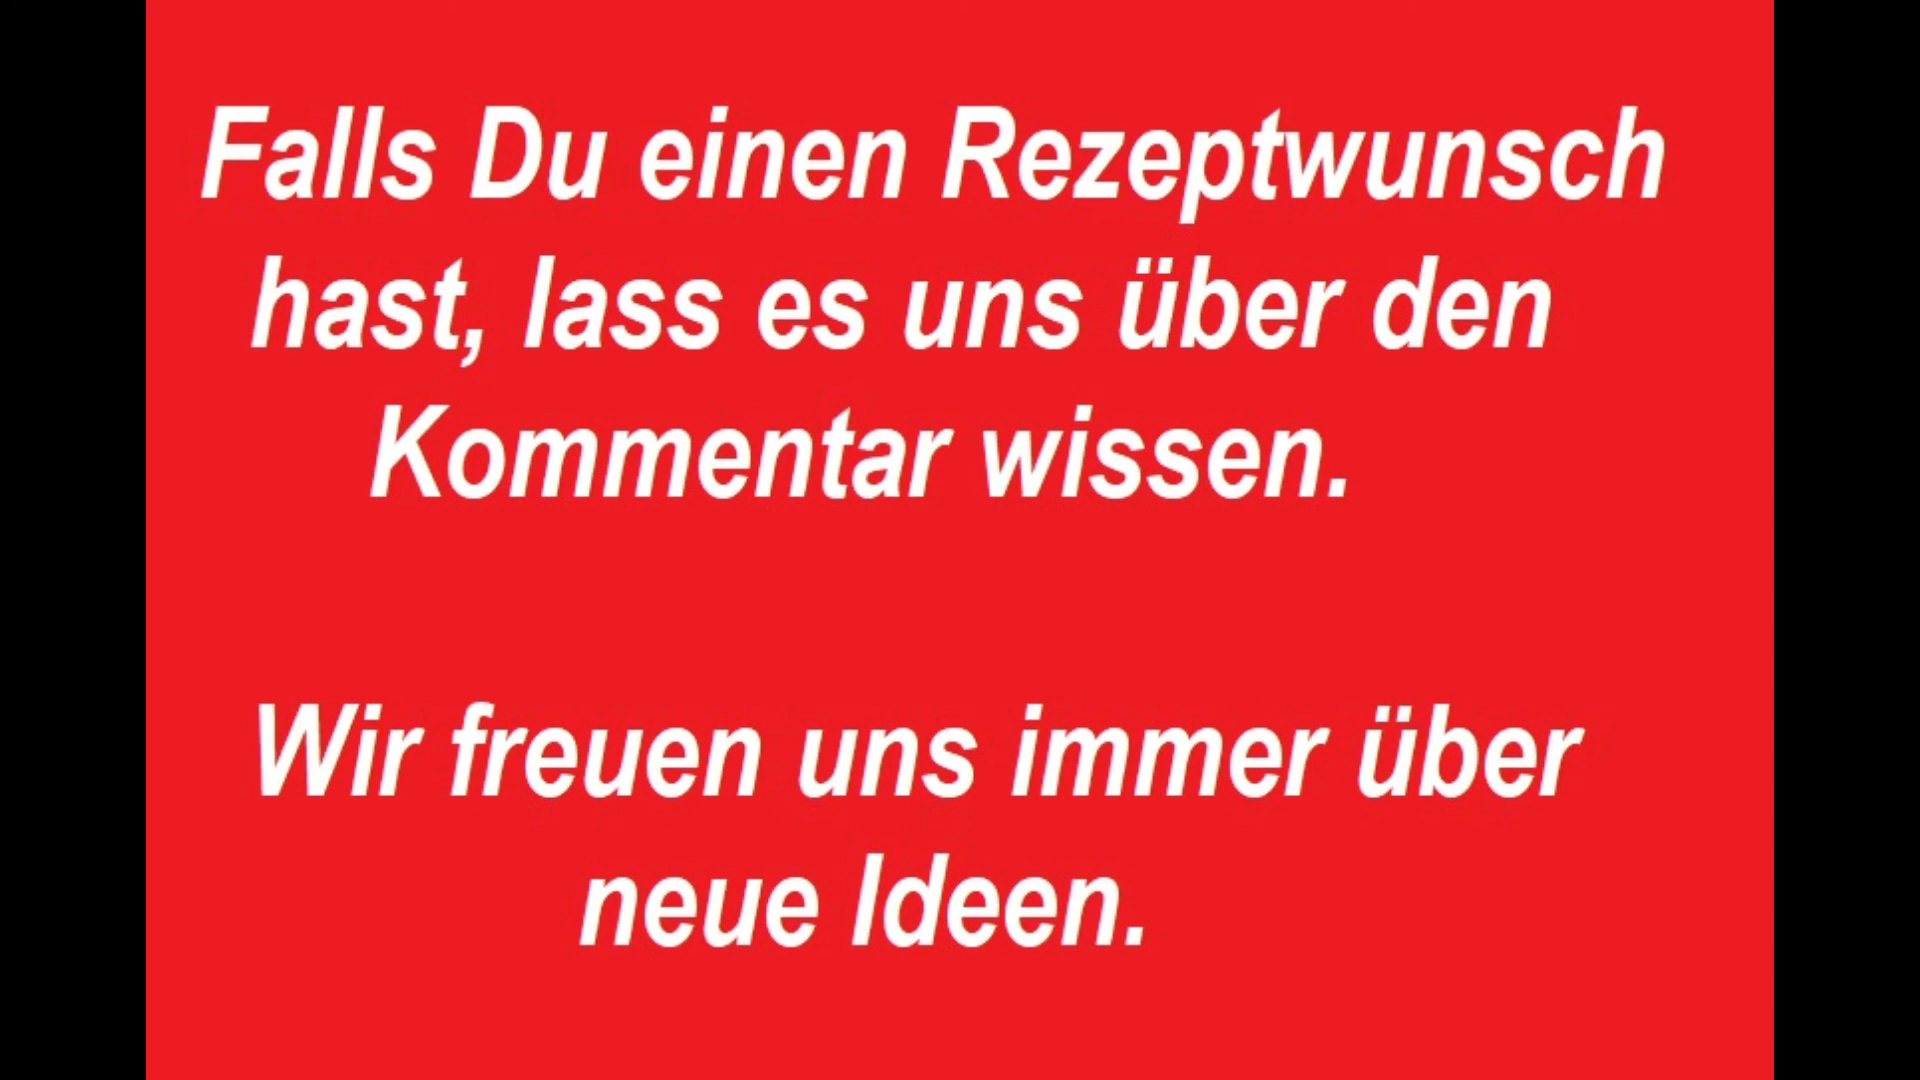 Falls Du einen Rezeptwunsch
hast, lass es uns über den
Kommentar wissen.
Wir freuen uns immer über
neue Ideen.